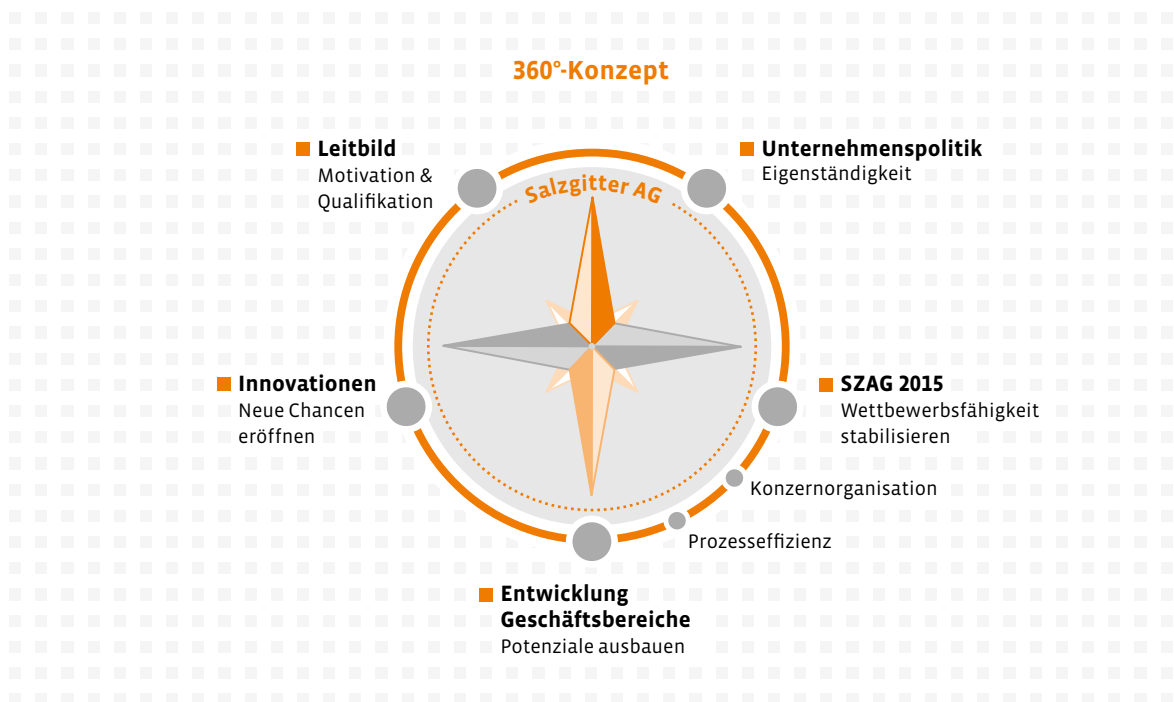 360°-Konzept
Leitbild
Motivation &
Qualifikation
Unternehmenspolitik
Eigenständigkeit
Salzgitter AG
Innovationen
Neue Chancen
eröffnen
SZAG 2015
Wettbewerbsfähigkeit
stabilisieren
Konzernorganisation
Prozesseffizienz
Entwicklung
Geschäftsbereiche
Potenziale ausbauen